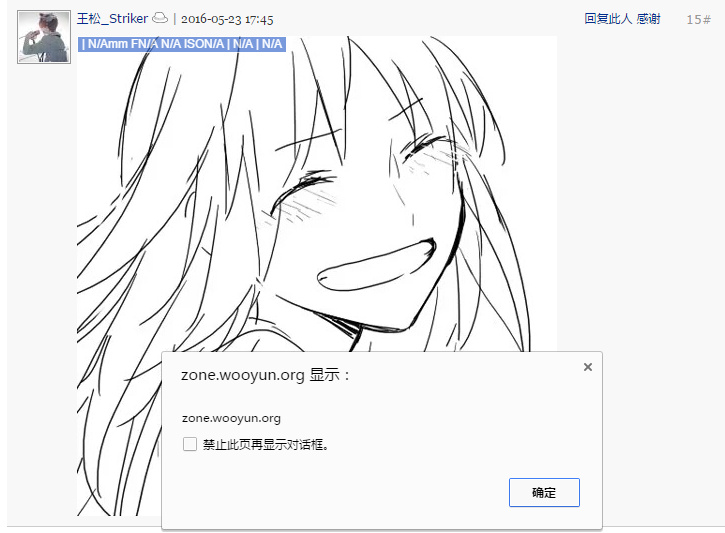 王松_Striker | 2016-05-23 17:45 回复此人 感谢 15#
| N/Amm FN/A N/A ISON/A | N/A | N/A
zone.wooyun.org 显示：
zone.wooyun.org
禁止此页再显示对话框。
确定